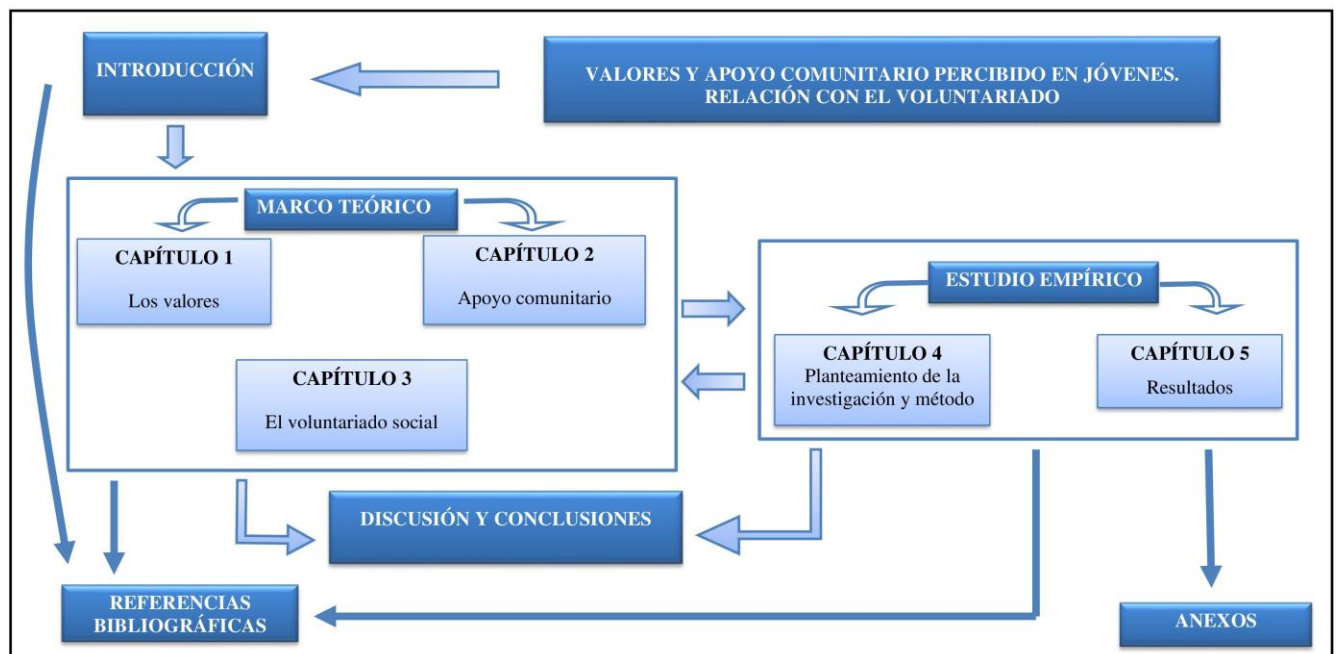 INTRODUCCIÓN
VALORES Y APOYO COMUNITARIO PERCIBIDO EN JÓVENES.
RELACIÓN CON EL VOLUNTARIADO
MARCO TEÓRICO
CAPÍTULO 1
Los valores
CAPÍTULO 2
Apoyo comunitario
CAPÍTULO 3
El voluntariado social
ESTUDIO EMPÍRICO
CAPÍTULO 4
Planteamiento de la
investigación y método
CAPÍTULO 5
Resultados
DISCUSIÓN Y CONCLUSIONES
REFERENCIAS
BIBLIOGRÁFICAS
ANEXOS